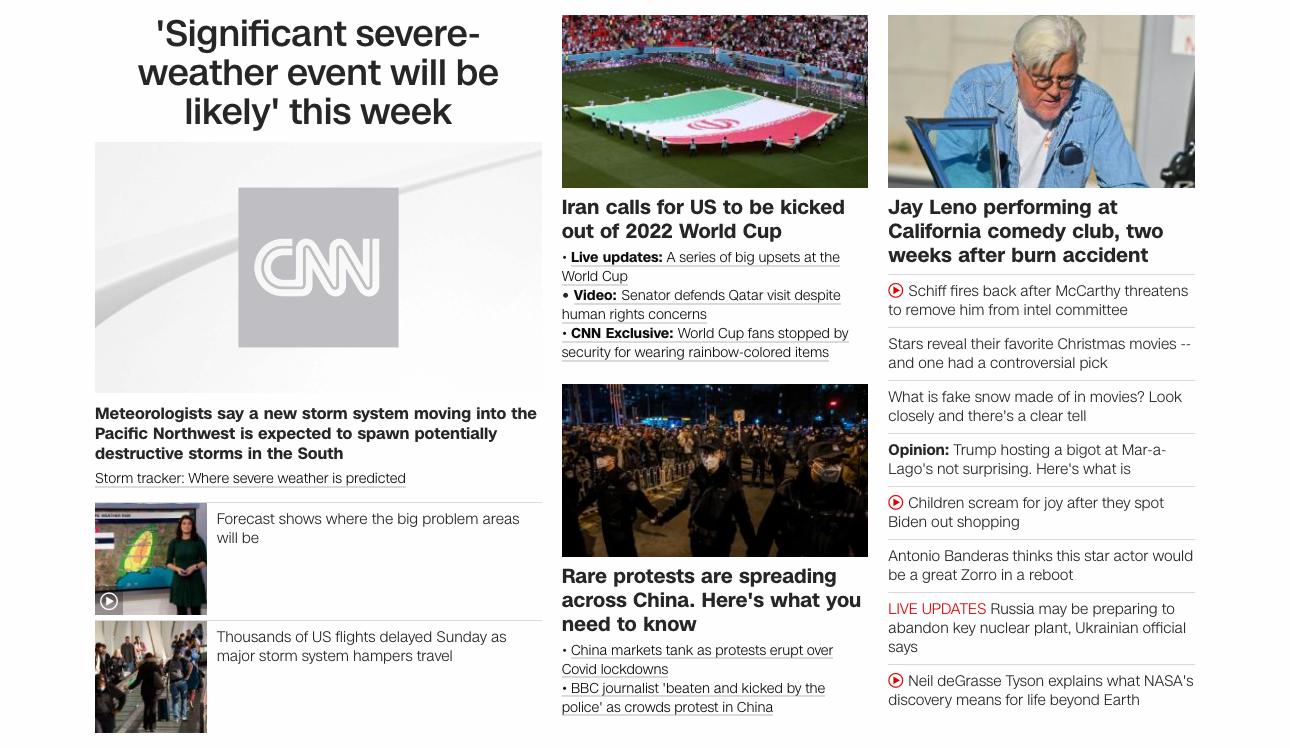 'Significant severe-
weather event will be
likely' this week
CNN
Meteorologists say a new storm system moving into the
Pacific Northwest is expected to spawn potentially
destructive storms in the South
Storm tracker: Where severe weather is predicted
Forecast shows where the big problem areas
will be
Thousands of US flights delayed Sunday as
major storm system hampers travel
Iran calls for US to be kicked
out of 2022 World Cup
• Live updates: A series of big upsets at the
World Cup
• Video: Senator defends Qatar visit despite
human rights concerns
• CNN Exclusive: World Cup fans stopped by
security for wearing rainbow-colored items
Rare protests are spreading
across China. Here's what you
need to know
• China markets tank as protests erupt over
Covid lockdowns
• BBC journalist 'beaten and kicked by the
police' as crowds protest in China
Jay Leno performing at
California comedy club, two
weeks after burn accident
Schiff fires back after McCarthy threatens
to remove him from intel committee
Stars reveal their favorite Christmas movies --
and one had a controversial pick
What is fake snow made of in movies? Look
closely and there's a clear tell
Opinion: Trump hosting a bigot at Mar-a-
Lago's not surprising. Here's what is
Children scream for joy after they spot
Biden out shopping
Antonio Banderas thinks this star actor would
be a great Zorro in a reboot
LIVE UPDATES Russia may be preparing to
abandon key nuclear plant, Ukrainian official
says
Neil deGrasse Tyson explains what NASA's
discovery means for life beyond Earth